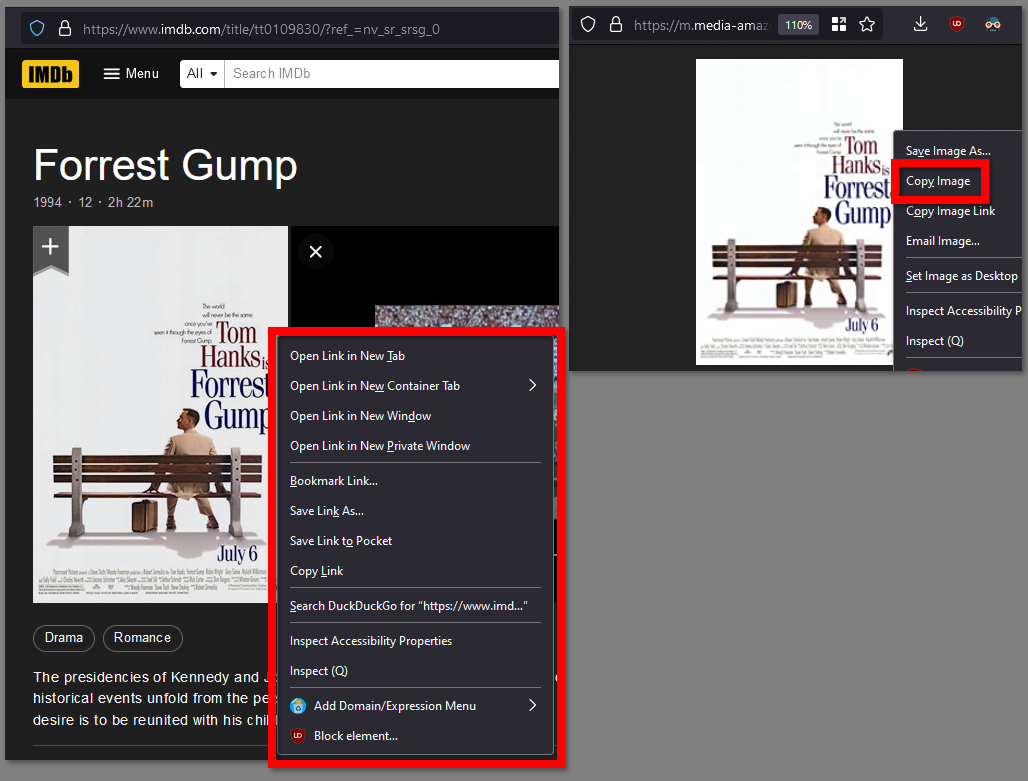 https://www.imdb.com/title/tt0109830/?ref_=nv_sr_srsg_0
IMDb
Menu
All
Search IMDb
Forrest Gump
1994 · 12 · 2h 22m
The world
will never be the same
once you've
seen it through the eyes of
Forrest Gump.
Tom
Hanks is
Forrest
Gump
July 6
Drama
Romance
The presidencies of Kennedy and
historical events unfold from the
desire is to be reunited with his
Open Link in New Tab
Open Link in New Container Tab
Open Link in New Window
Open Link in New Private Window
Bookmark Link...
Save Link As...
Save Link to Pocket
Copy Link
Search DuckDuckGo for “https://www.imd...”
Inspect Accessibility Properties
Inspect (Q)
Add Domain/Expression Menu
Block element...
https://m.media-amaz
110%
The world
will never be the same
once you've
seen it through the eyes of
Forrest Gump.
Tom
Hanks is
Forrest
Gump
July 6
Save Image As...
Copy Image
Copy Image Link
Email Image...
Set Image as Desktop
Inspect Accessibility P
Inspect (Q)